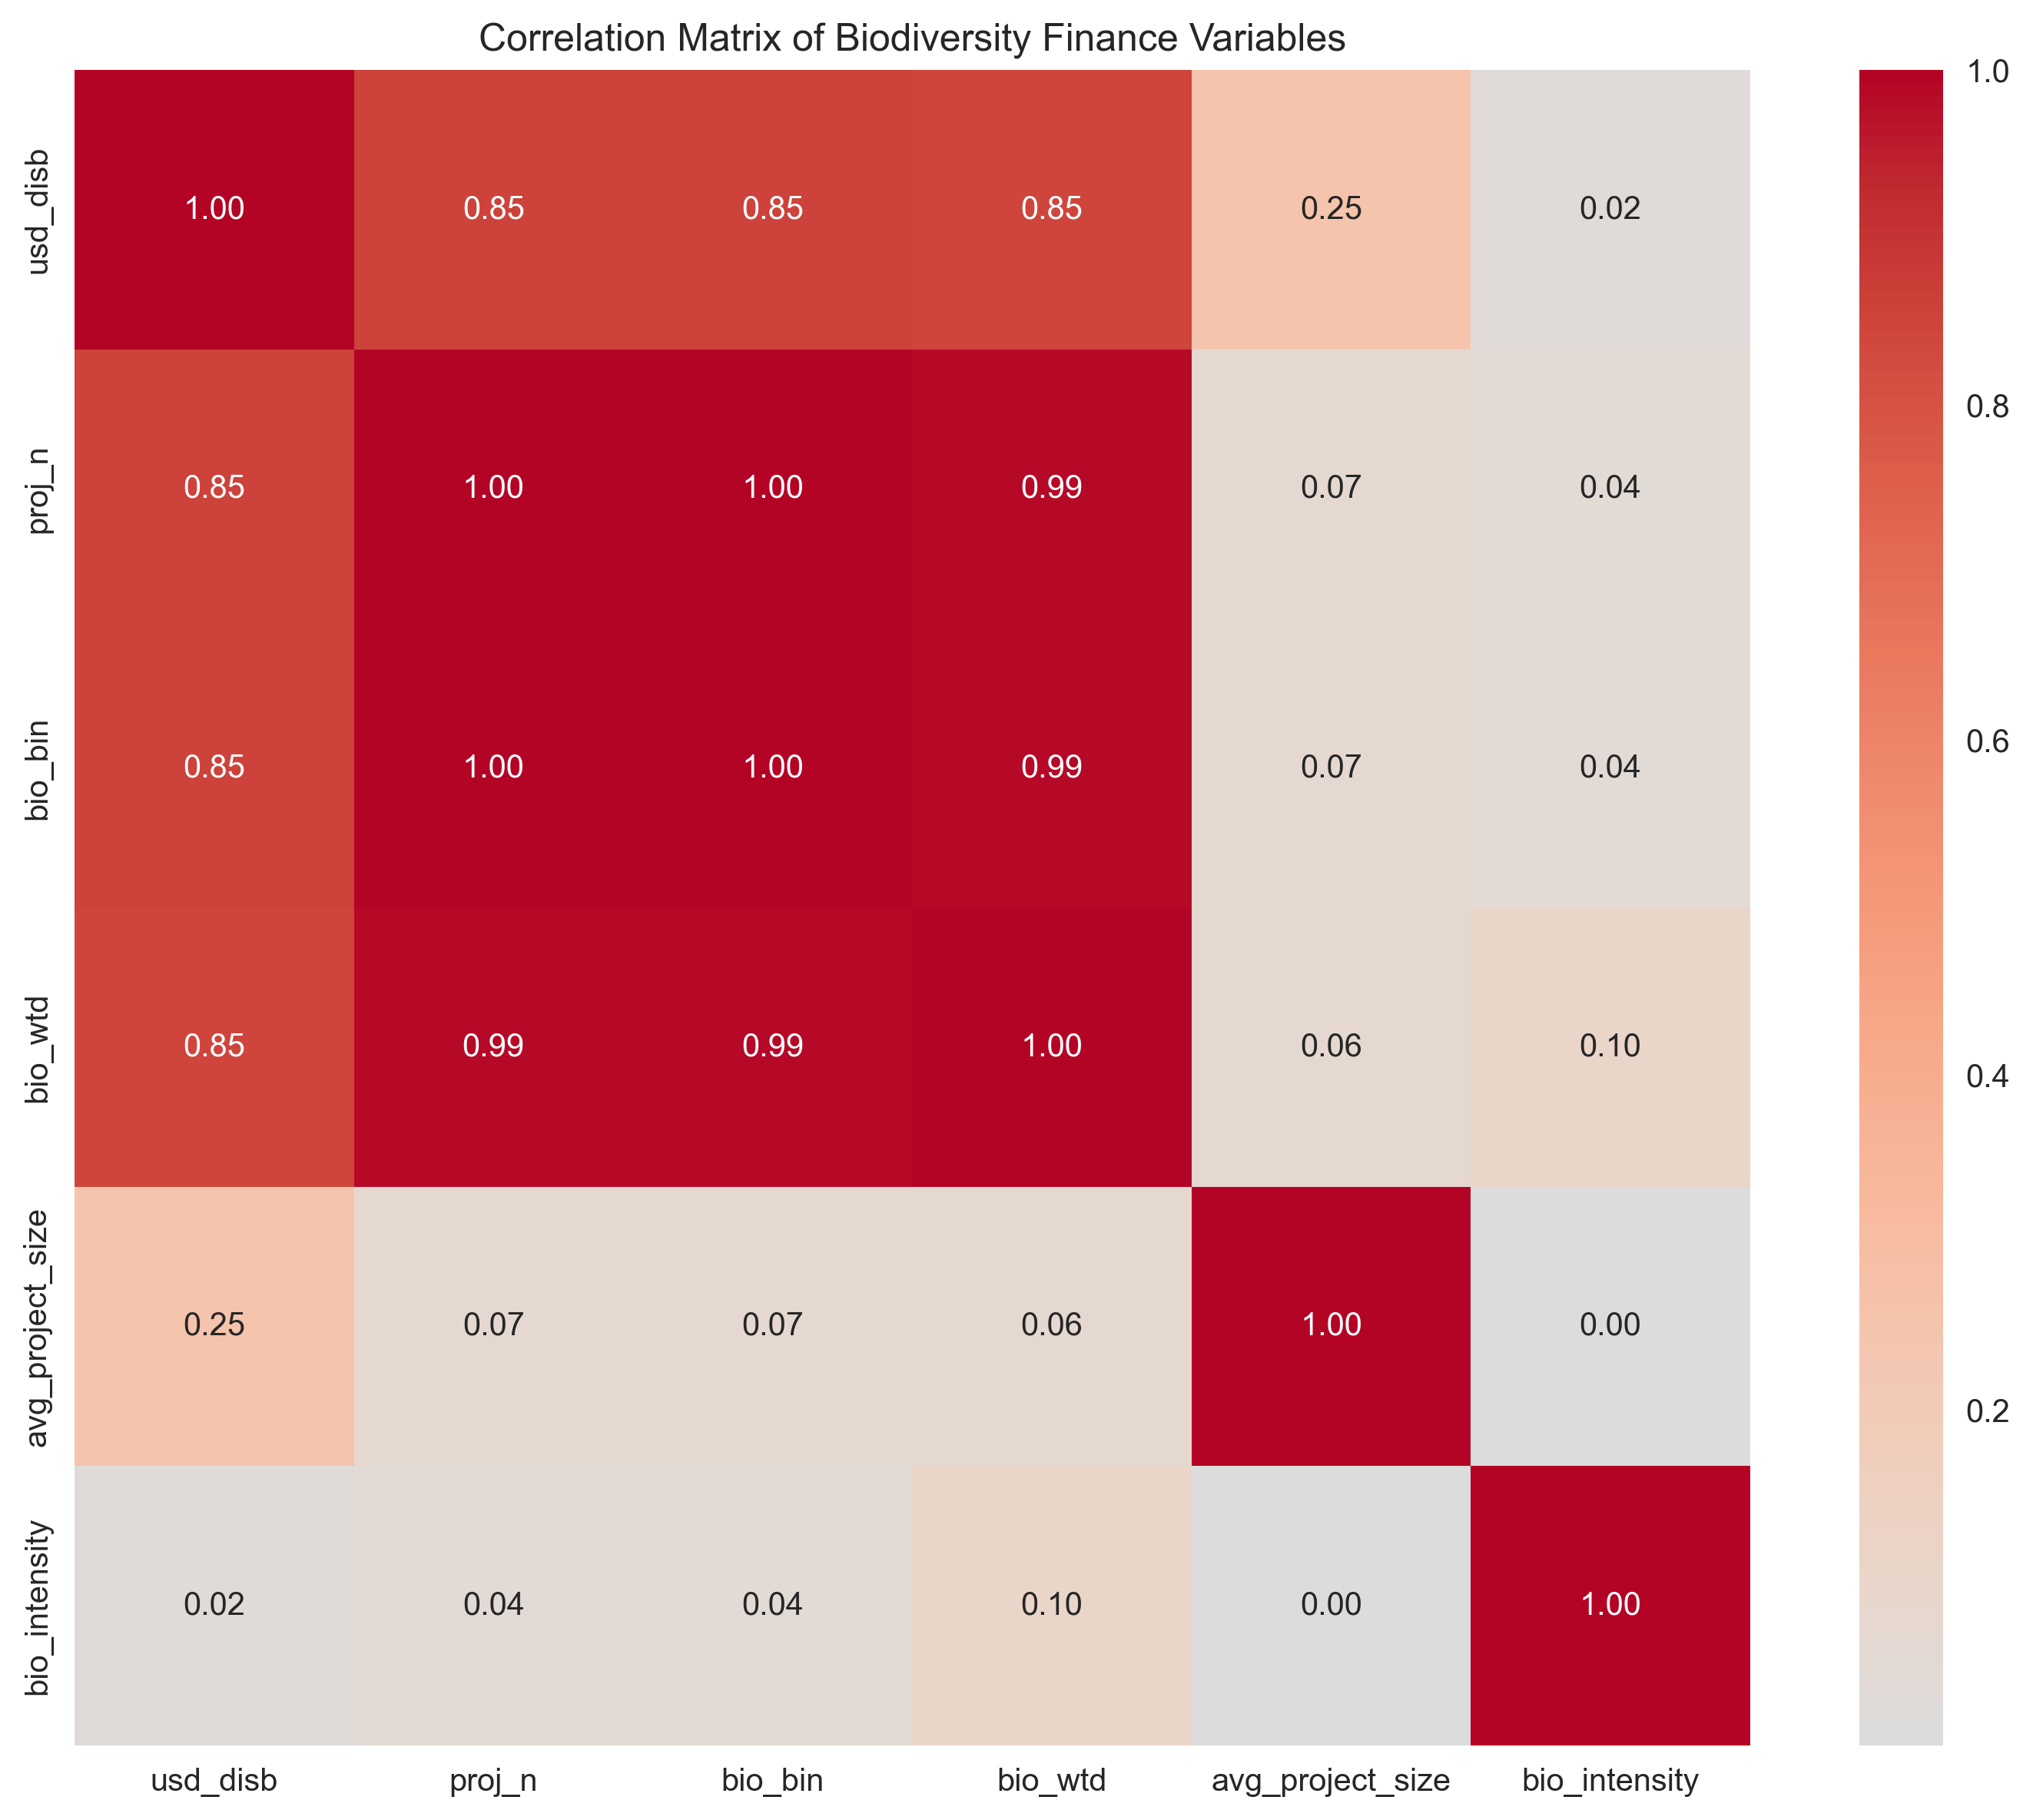 Correlation Matrix of Biodiversity Finance Variables
usd_disb 1.00 0.85 0.85 0.85 0.25 0.02
proj_n 0.85 1.00 1.00 0.99 0.07 0.04
bio_bin 0.85 1.00 1.00 0.99 0.07 0.04
bio_wtd 0.85 0.99 0.99 1.00 0.06 0.10
avg_project_size 0.25 0.07 0.07 0.06 1.00 0.00
bio_intensity 0.02 0.04 0.04 0.10 0.00 1.00
usd_disb proj_n bio_bin bio_wtd avg_project_size bio_intensity
1.0
0.8
0.6
0.4
0.2